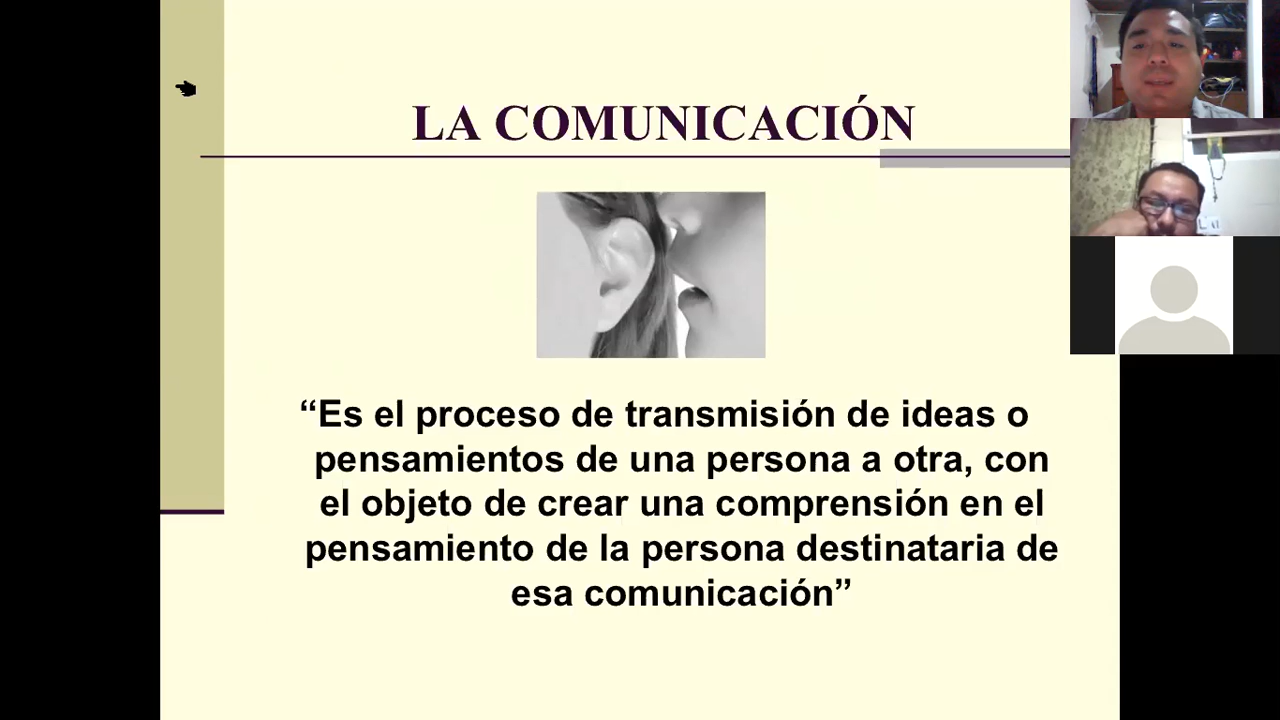 LA COMUNICACIÓN
“Es el proceso de transmisión de ideas o
pensamientos de una persona a otra, con
el objeto de crear una comprensión en el
pensamiento de la persona destinataria de
esa comunicación”